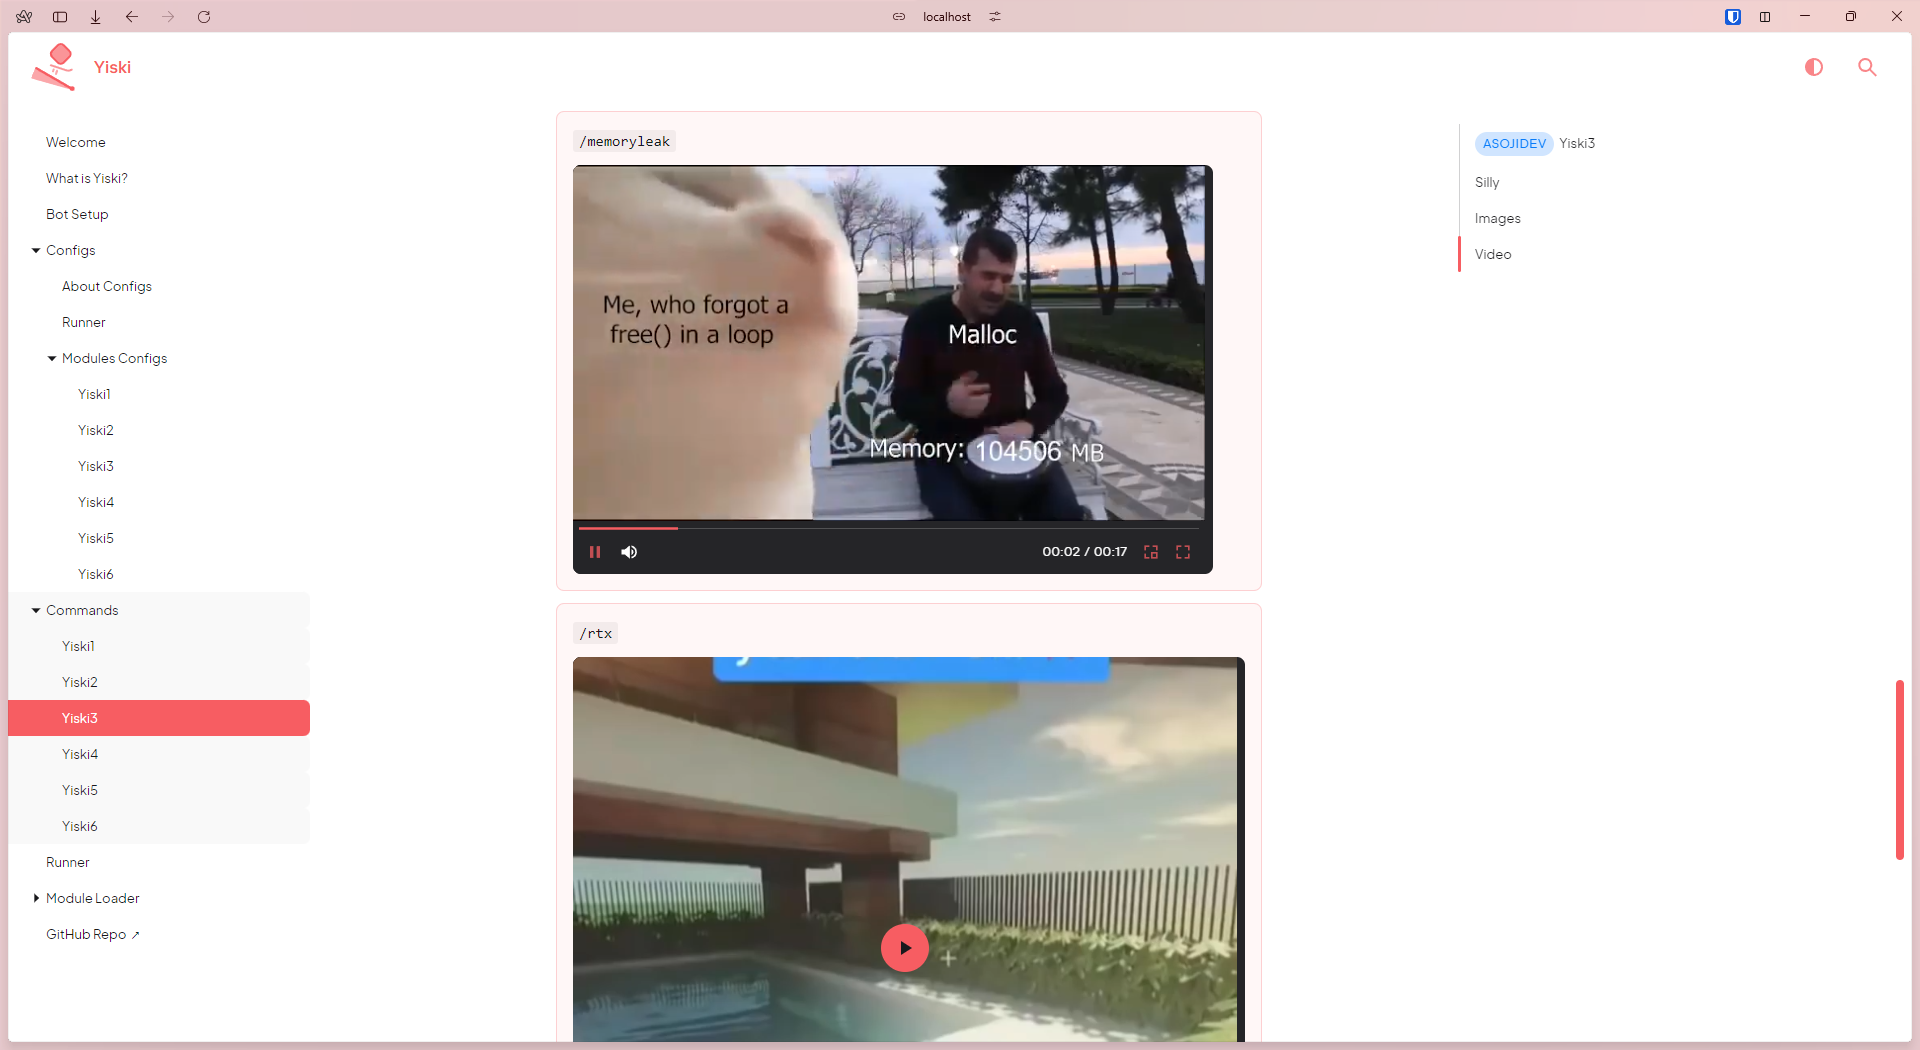 localhost
Yiski
Welcome
What is Yiski?
Bot Setup
Configs
About Configs
Runner
Modules Configs
Yiski1
Yiski2
Yiski3
Yiski4
Yiski5
Yiski6
Commands
Yiski1
Yiski2
Yiski3
Yiski4
Yiski5
Yiski6
Runner
Module Loader
GitHub Repo ↗
/memoryleak
Me, who forgot a
free() in a loop
Malloc
Memory: 104506 MB
00:02 / 00:17
/rtx
ASOJIDEV Yiski3
Silly
Images
Video